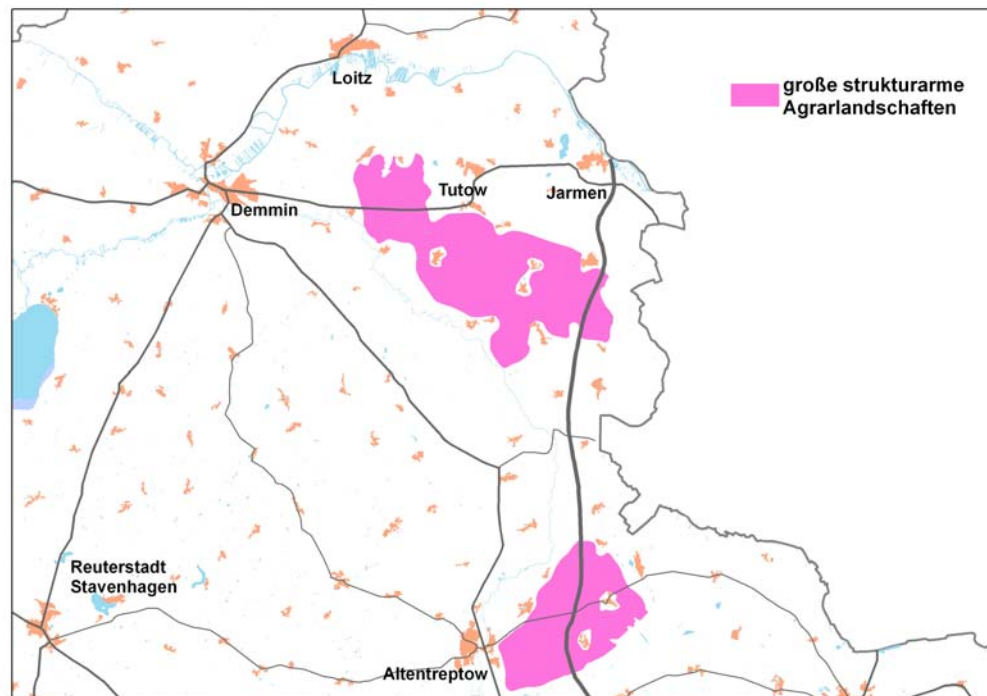 Loitz
große strukturarme
Agrarlandschaften
Tutow
Jarmen
Demmin
Reuterstadt
Stavenhagen
Altentreptow